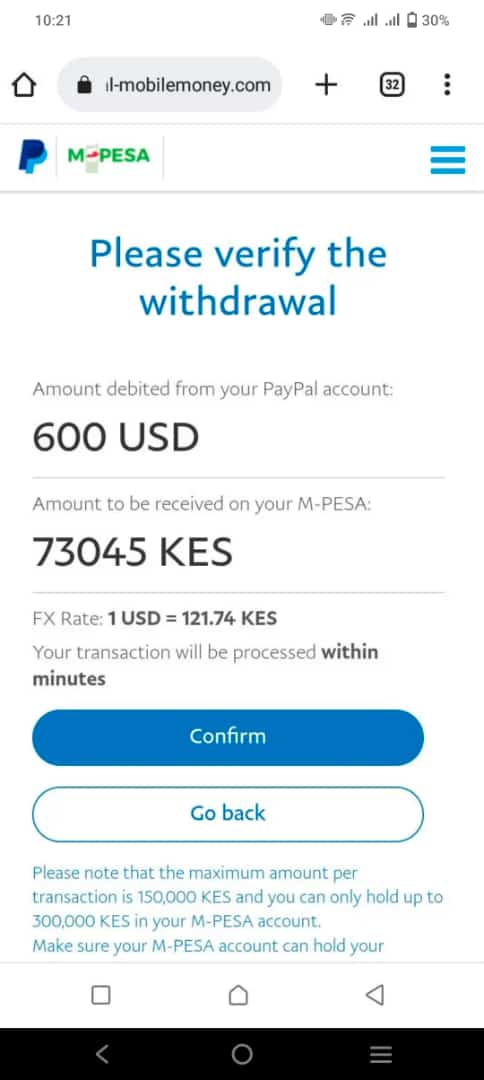 10:21
30%
ıl-mobilemoney.com
32
M-PESA
Please verify the
withdrawal
Amount debited from your PayPal account:
600 USD
Amount to be received on your M-PESA:
73045 KES
FX Rate: 1 USD = 121.74 KES
Your transaction will be processed within
minutes
Confirm
Go back
Please note that the maximum amount per
transaction is 150,000 KES and you can only hold up to
300,000 KES in your M-PESA account.
Make sure your M-PESA account can hold your